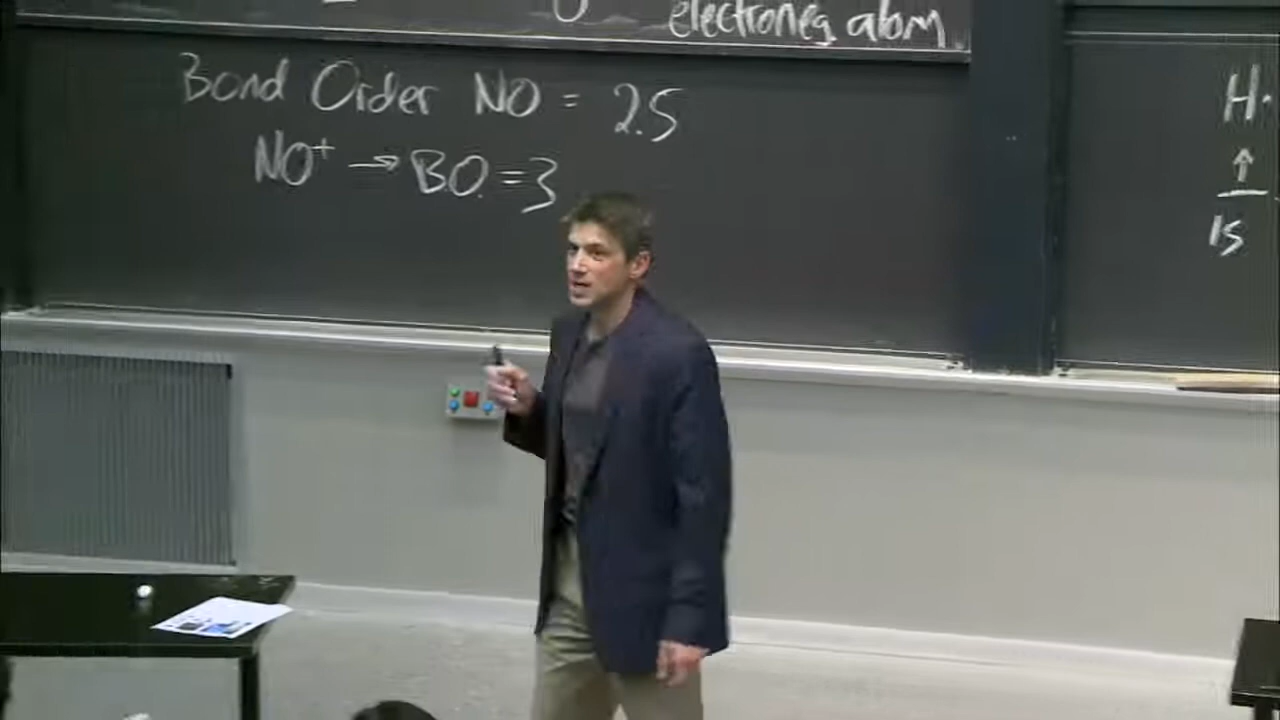 electroneg atom
Bond Order NO = 2.5
NO⁺ → BO. = 3
H·
↑
1s